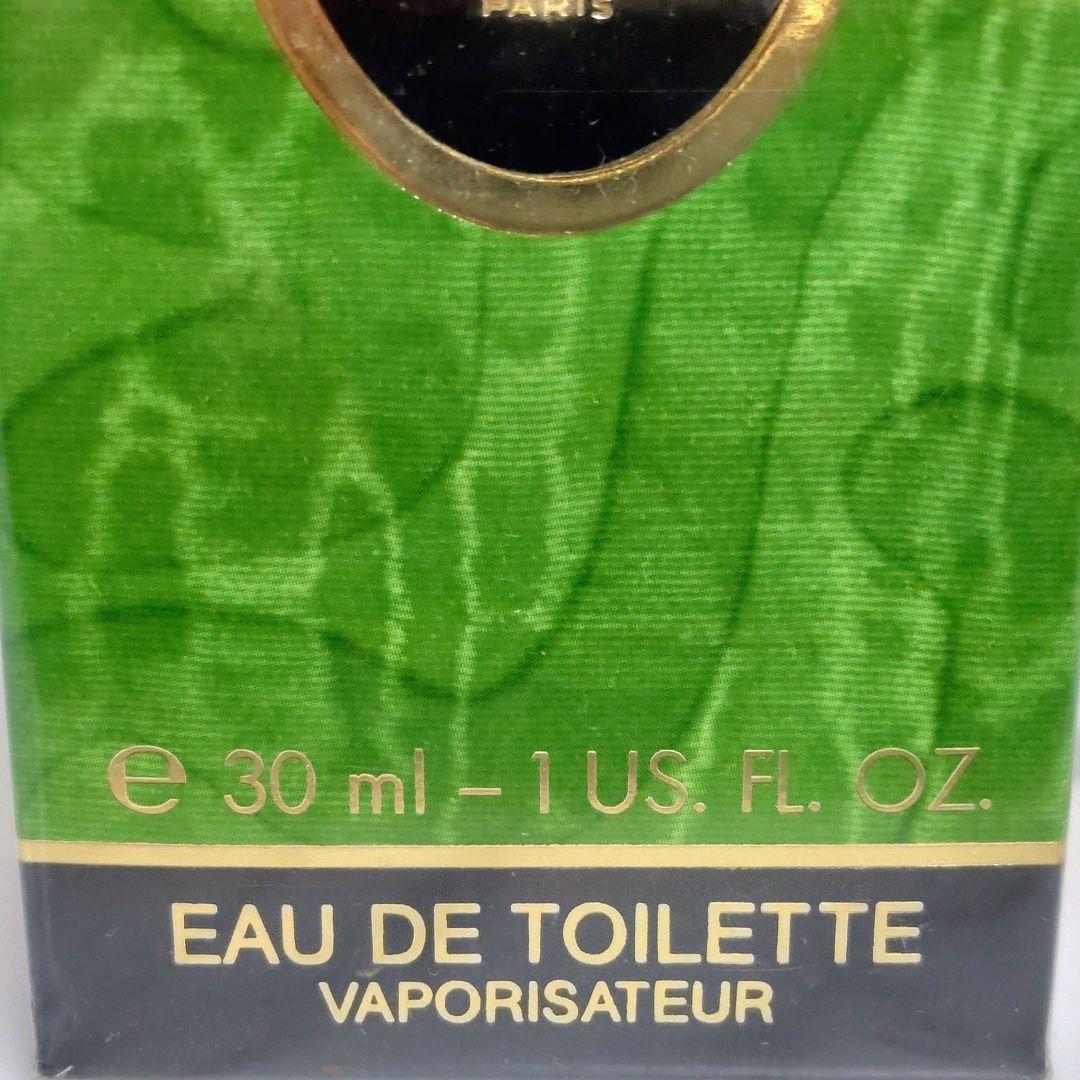 PARIS
℮ 30 ml – 1 US. FL. OZ.
EAU DE TOILETTE
VAPORISATEUR